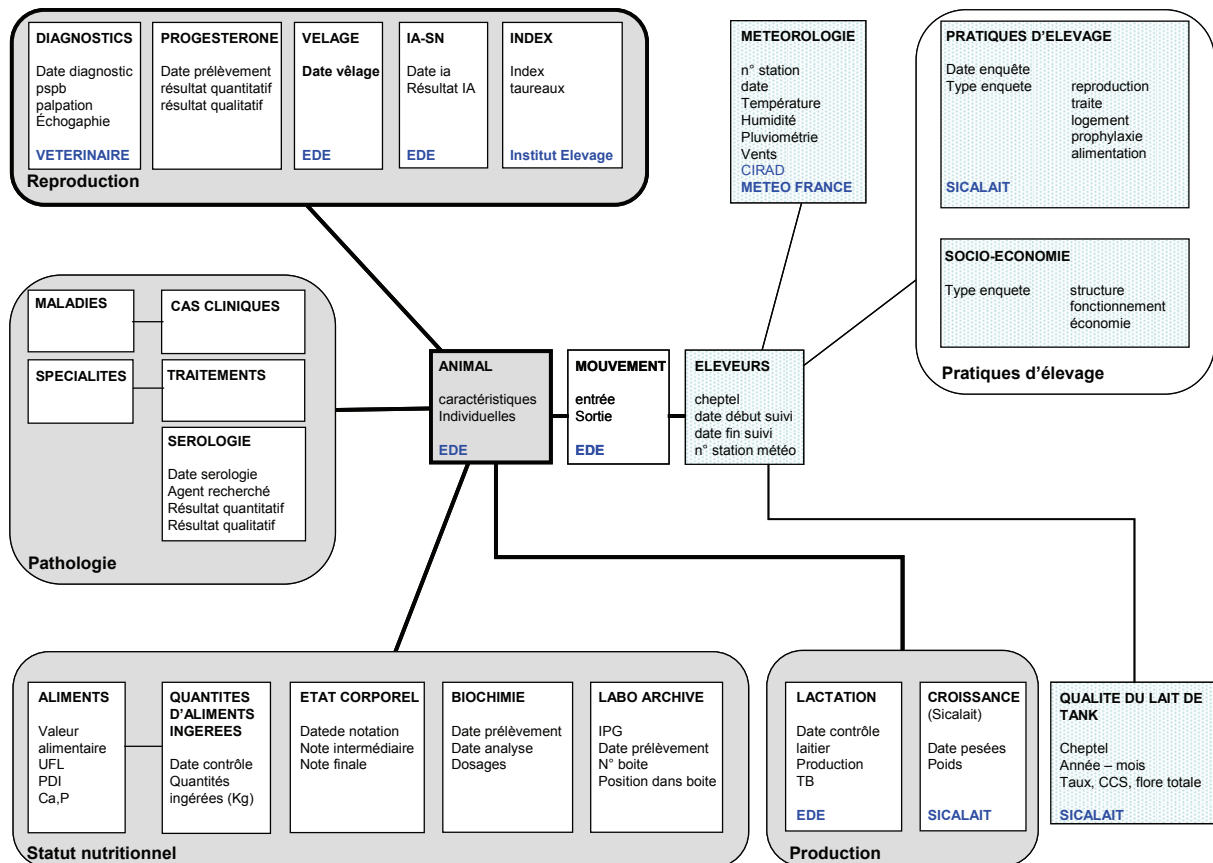 DIAGNOSTICS
Date diagnostic
pspb
palpation
Échogaphie
VETERINAIRE
PROGESTERONE
Date prélèvement
résultat quantitatif
résultat qualitatif
VELAGE
Date vêlage
EDE
IA-SN
Date ia
Résultat IA
EDE
INDEX
Index
taureaux
Institut Elevage
Reproduction
METEOROLOGIE
n° station
date
Température
Humidité
Pluviométrie
Vents
CIRAD
METEO FRANCE
PRATIQUES D'ELEVAGE
Date enquête
Type enquete
reproduction
traite
logement
prophylaxie
alimentation
SICALAIT
SOCIO-ECONOMIE
Type enquete
structure
fonctionnement
économie
Pratiques d'élevage
MALADIES
CAS CLINIQUES
SPECIALITES
TRAITEMENTS
SEROLOGIE
Date serologie
Agent recherché
Résultat quantitatif
Résultat qualitatif
Pathologie
ANIMAL
caractéristiques
Individuelles
EDE
MOUVEMENT
entrée
Sortie
EDE
ELEVEURS
cheptel
date début suivi
date fin suivi
n° station météo
ALIMENTS
Valeur
alimentaire
UFL
PDI
Ca,P
QUANTITES
D'ALIMENTS
INGEREES
Date contrôle
Quantités
ingérées (Kg)
ETAT CORPOREL
Datede notation
Note intermédiaire
Note finale
BIOCHIMIE
Date prélèvement
Date analyse
Dosages
LABO ARCHIVE
IPG
Date prélèvement
N° boite
Position dans boite
Statut nutritionnel
LACTATION
Date contrôle
laitier
Production
TB
EDE
CROISSANCE
(Sicalait)
Date pesées
Poids
SICALAIT
Production
QUALITE DU LAIT DE
TANK
Cheptel
Année – mois
Taux, CCS, flore totale
SICALAIT